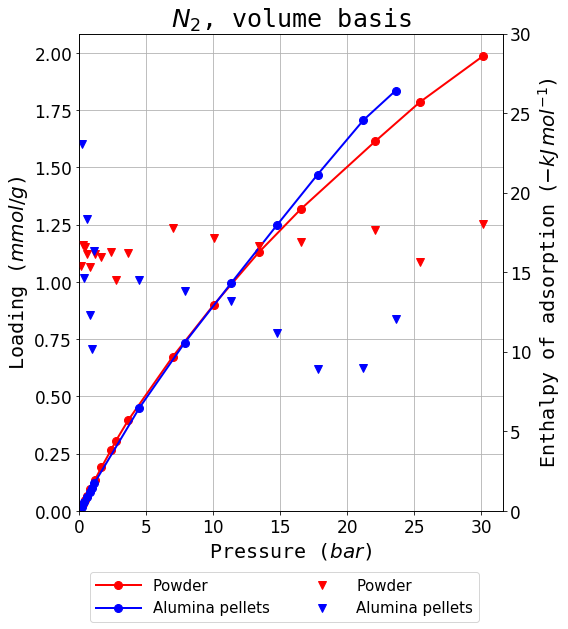 N2, volume basis
Loading (mmol/g)
2.00
1.75
1.50
1.25
1.00
0.75
0.50
0.25
0.00
30
25
20
15
10
5
0
Enthalpy of adsorption (−kJ mol−1)
0 5 10 15 20 25 30
Pressure (bar)
Powder Powder
Alumina pellets Alumina pellets